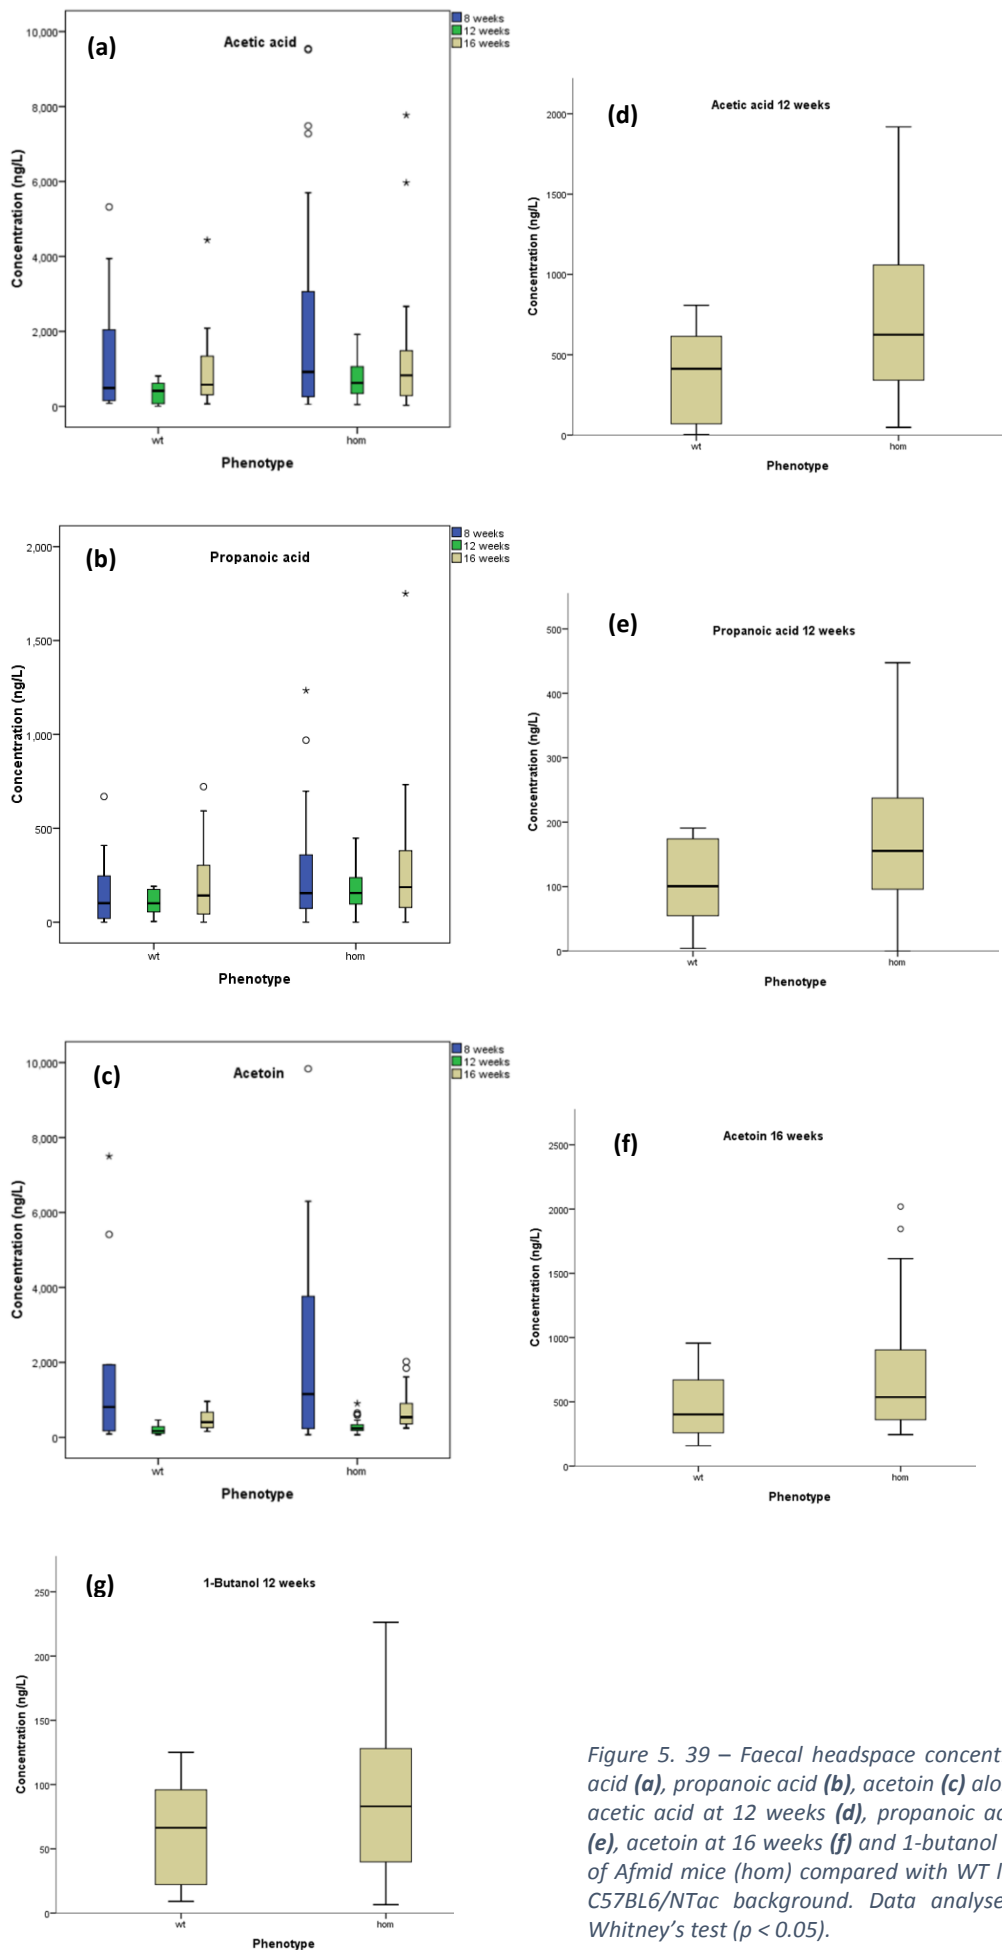 (a)
Acetic acid
8 weeks
12 weeks
16 weeks
Concentration (ng/L)
10,000
8,000
6,000
4,000
2,000
0
wt
hom
Phenotype
(d)
Acetic acid 12 weeks
Concentration (ng/L)
2000
1500
1000
500
0
wt
hom
Phenotype
(b)
Propanoic acid
8 weeks
12 weeks
16 weeks
Concentration (ng/L)
2,000
1,500
1,000
500
0
wt
hom
Phenotype
(e)
Propanoic acid 12 weeks
Concentration (ng/L)
500
400
300
200
100
0
wt
hom
Phenotype
(c)
Acetoin
8 weeks
12 weeks
16 weeks
Concentration (ng/L)
10,000
8,000
6,000
4,000
2,000
0
wt
hom
Phenotype
(f)
Acetoin 16 weeks
Concentration (ng/L)
2500
2000
1500
1000
500
0
wt
hom
Phenotype
(g)
1-Butanol 12 weeks
Concentration (ng/L)
250
200
150
100
50
0
wt
hom
Phenotype
Figure 5. 39 – Faecal headspace concent
acid (a), propanoic acid (b), acetoin (c) alo
acetic acid at 12 weeks (d), propanoic ac
(e), acetoin at 16 weeks (f) and 1-butanol
of Afmid mice (hom) compared with WT l
C57BL6/NTac background. Data analyse
Whitney's test (p < 0.05).